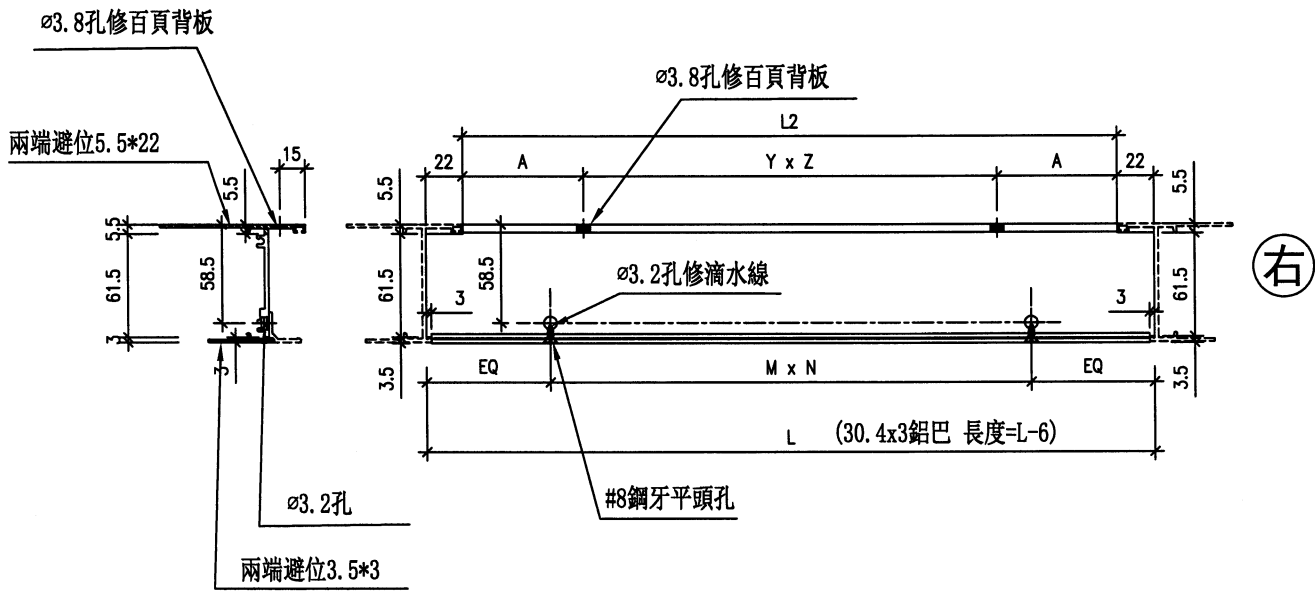 ø3.8孔修百頁背板
兩端避位5.5*22
15
5.5
5.5
61.5
58.5
3
3
ø3.2孔
兩端避位3.5*3
ø3.8孔修百頁背板
L2
22
A
Y x Z
A
22
5.5
5.5
61.5
58.5
ø3.2孔修滴水線
61.5
3
3
3.5
EQ
M x N
EQ
3.5
L (30.4x3鋁巴 長度=L-6)
#8鋼牙平頭孔
右